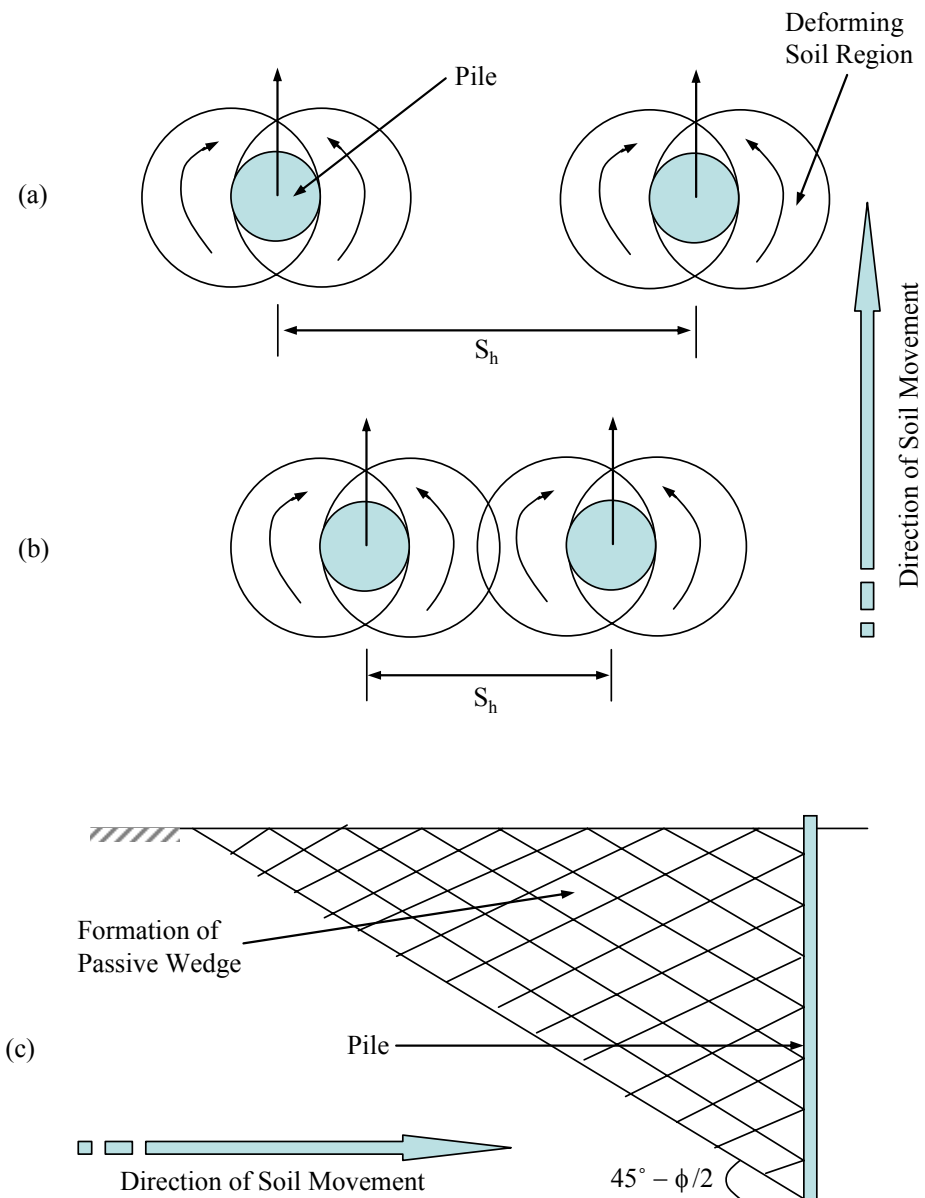 Deforming
Soil Region
Pile
(a)
S_h
Direction of Soil Movement
(b)
S_h
Formation of
Passive Wedge
(c)
Pile
Direction of Soil Movement
45° − ϕ/2